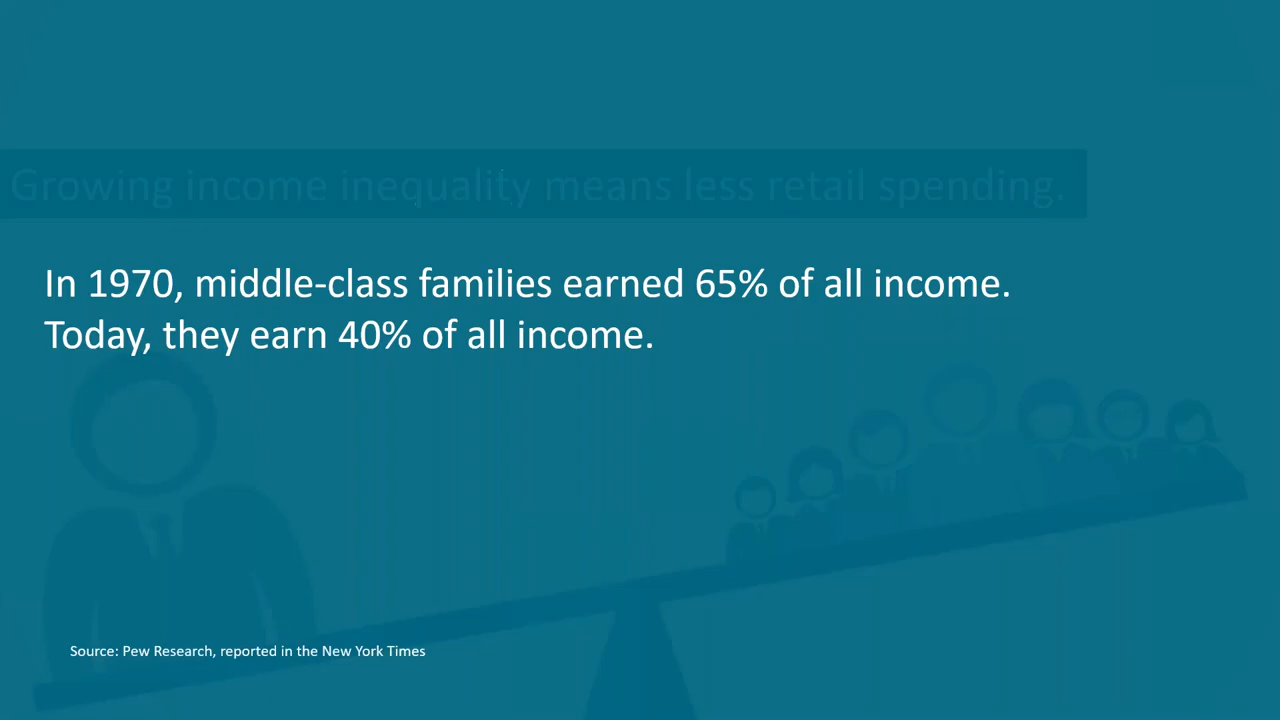 Growing income inequality means less retail spending.
In 1970, middle-class families earned 65% of all income.
Today, they earn 40% of all income.
Source: Pew Research, reported in the New York Times